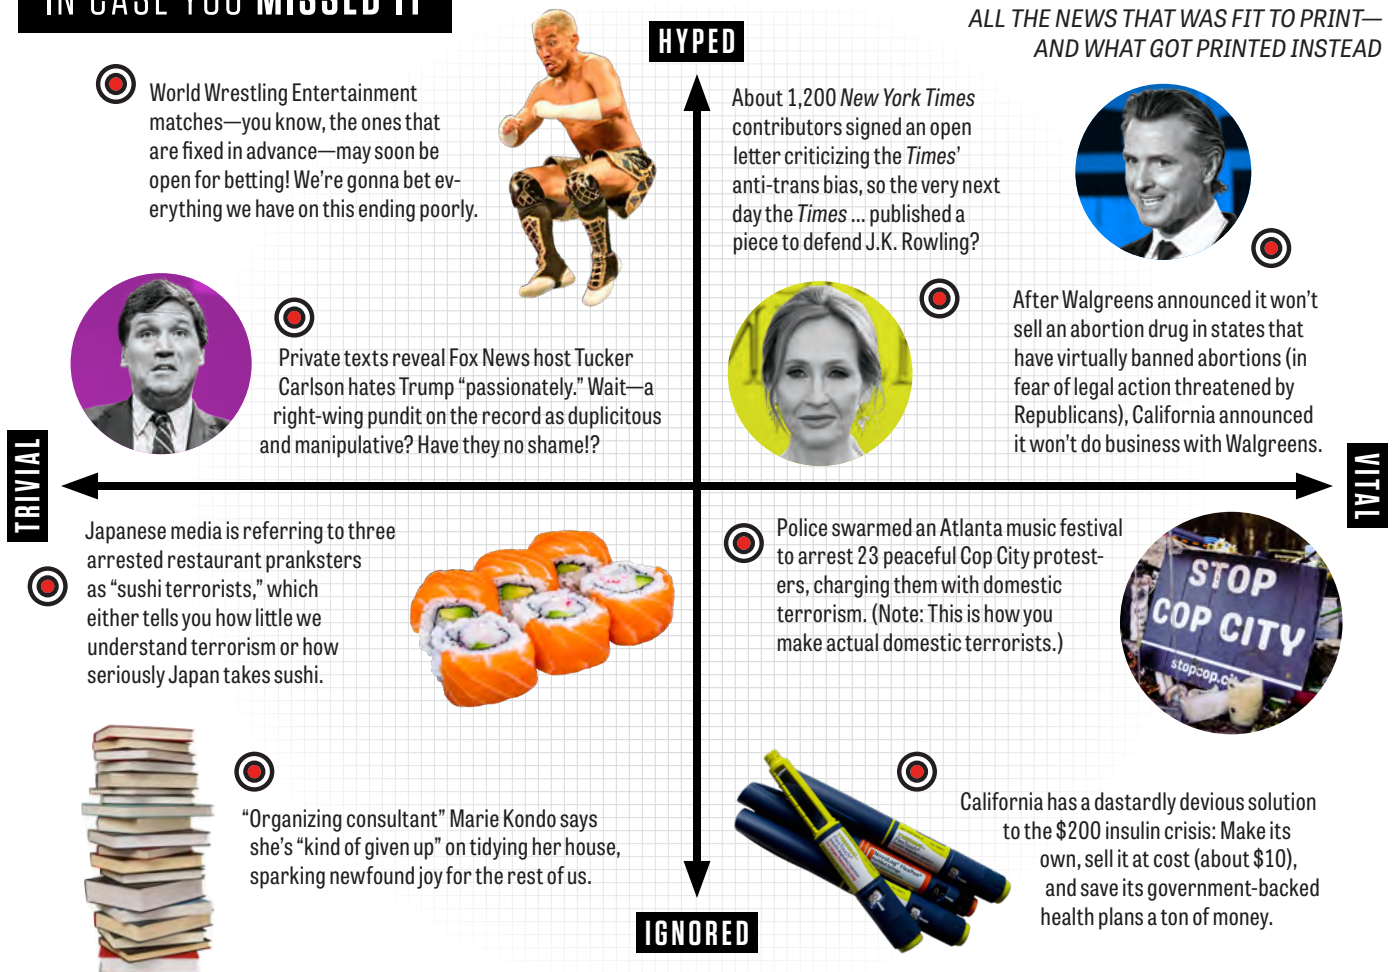 IN CASE YOU MISSED IT
ALL THE NEWS THAT WAS FIT TO PRINT—
AND WHAT GOT PRINTED INSTEAD
HYPED
World Wrestling Entertainment
matches—you know, the ones that
are fixed in advance—may soon be
open for betting! We’re gonna bet ev-
erything we have on this ending poorly.
About 1,200 New York Times
contributors signed an open
letter criticizing the Times’
anti-trans bias, so the very next
day the Times ... published a
piece to defend J.K. Rowling?
Private texts reveal Fox News host Tucker
Carlson hates Trump “passionately.” Wait—a
right-wing pundit on the record as duplicitous
and manipulative? Have they no shame!?
After Walgreens announced it won’t
sell an abortion drug in states that
have virtually banned abortions (in
fear of legal action threatened by
Republicans), California announced
it won’t do business with Walgreens.
TRIVIAL
VITAL
Japanese media is referring to three
arrested restaurant pranksters
as “sushi terrorists,” which
either tells you how little we
understand terrorism or how
seriously Japan takes sushi.
Police swarmed an Atlanta music festival
to arrest 23 peaceful Cop City protest-
ers, charging them with domestic
terrorism. (Note: This is how you
make actual domestic terrorists.)
STOP
COP CITY
“Organizing consultant” Marie Kondo says
she’s “kind of given up” on tidying her house,
sparking newfound joy for the rest of us.
California has a dastardly devious solution
to the $200 insulin crisis: Make its
own, sell it at cost (about $10),
and save its government-backed
health plans a ton of money.
IGNORED